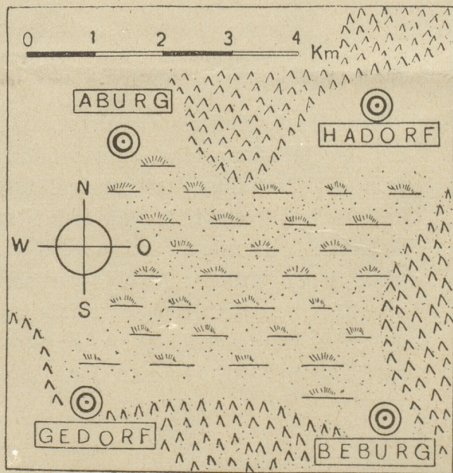 0 1 2 3 4 Km
ABURG
HADORF
N
W O
S
GEDORF
BEBURG